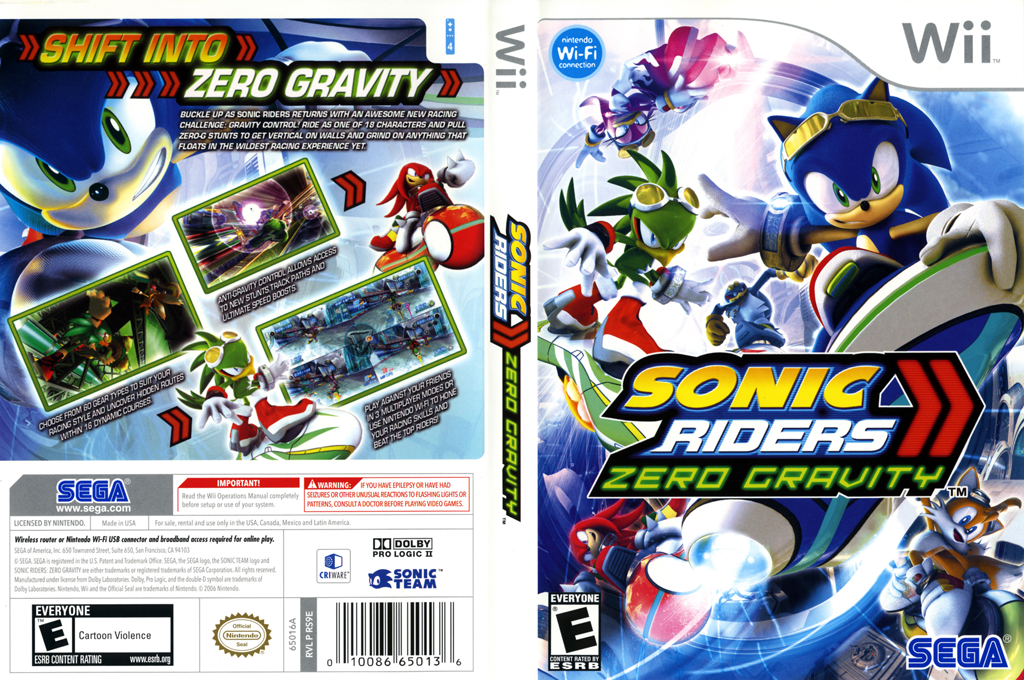 SHIFT INTO
ZERO GRAVITY
BUCKLE UP AS SONIC RIDERS RETURNS WITH AN AWESOME NEW RACING
CHALLENGE: GRAVITY CONTROL! RIDE AS ONE OF 18 CHARACTERS AND PULL
ZERO-G STUNTS TO GET VERTICAL ON WALLS AND GRIND ON ANYTHING THAT
FLOATS IN THE WILDEST RACING EXPERIENCE YET.
4
ANTI-GRAVITY CONTROL ALLOWS ACCESS
TO NEW STUNTS, TRACK PATHS AND
ULTIMATE SPEED BOOSTS.
CHOOSE FROM 60 GEAR TYPES TO SUIT YOUR
RACING STYLE AND UNCOVER HIDDEN ROUTES
WITHIN 16 DYNAMIC COURSES.
PLAY AGAINST YOUR FRIENDS
IN 3 MULTIPLAYER MODES OR
USE NINTENDO WI-FI TO HONE
YOUR RACING SKILLS AND
BEAT THE TOP RIDERS!
SEGA®
www.sega.com
IMPORTANT!
Read the Wii Operations Manual completely
before setup or use of your system.
WARNING: IF YOU HAVE EPILEPSY OR HAVE HAD
SEIZURES OR OTHER UNUSUAL REACTIONS TO FLASHING LIGHTS OR
PATTERNS, CONSULT A DOCTOR BEFORE PLAYING VIDEO GAMES.
LICENSED BY NINTENDO. Made in USA For sale, rental and use only in the USA, Canada, Mexico and Latin America.
Wireless router or Nintendo Wi-Fi USB connector and broadband access required for online play.
SEGA of America, Inc. 650 Townsend Street, Suite 650, San Francisco, CA 94103
© SEGA. SEGA is registered in the U.S. Patent and Trademark Office. SEGA, the SEGA logo, the SONIC TEAM logo and
SONIC RIDERS: ZERO GRAVITY are either trademarks or registered trademarks of SEGA Corporation. All rights reserved.
Manufactured under license from Dolby Laboratories. Dolby, Pro Logic, and the double-D symbol are trademarks of
Dolby Laboratories. Nintendo, Wii and the Official Seal are trademarks of Nintendo. © 2006 Nintendo.
CRIWARE™
DOLBY
PRO LOGIC II
SONIC
TEAM™
EVERYONE
E®
Cartoon Violence
ESRB CONTENT RATING www.esrb.org
Official
Nintendo
Seal
65016A
RVL P RS9E
0 10086 65013 6
Wii™
SONIC
RIDERS
ZERO GRAVITY™
nintendo
Wi-Fi
connection
Wii™
SONIC
RIDERS
ZERO GRAVITY™
EVERYONE
E®
CONTENT RATED BY
ESRB
SEGA®